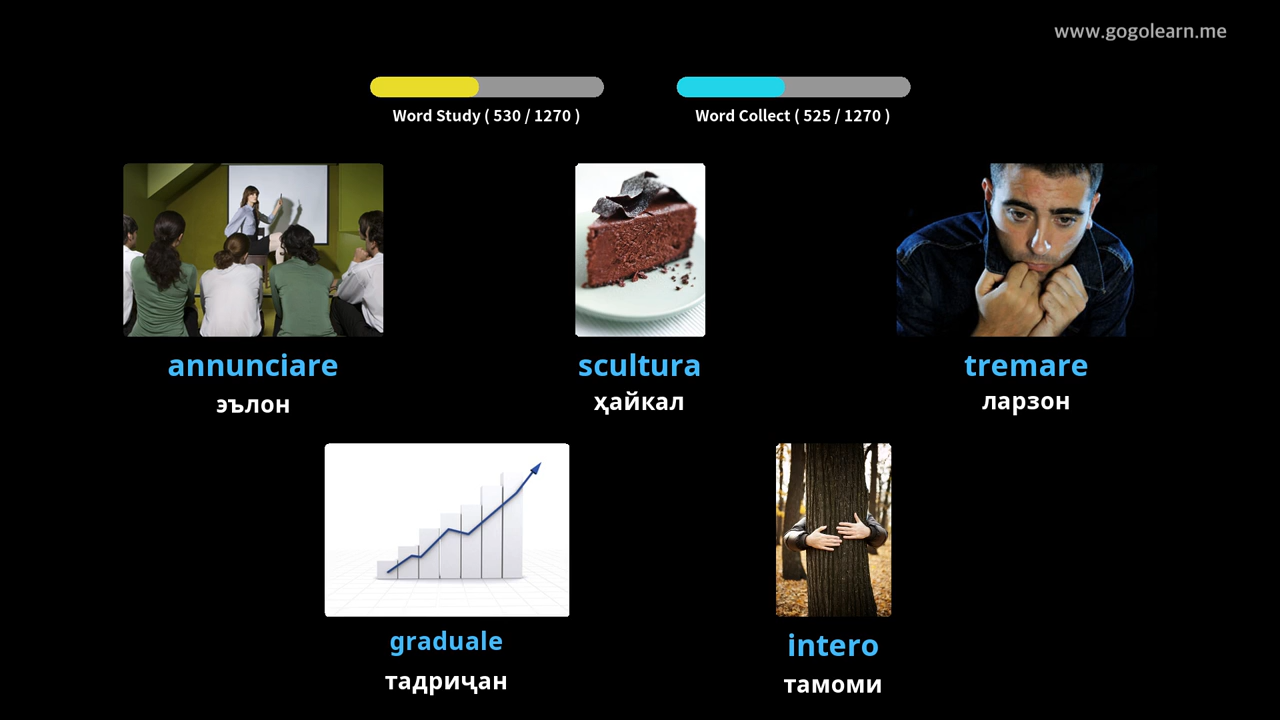 www.gogolearn.me
Word Study ( 530 / 1270 )
Word Collect ( 525 / 1270 )
annunciare
эълон
scultura
ҳайкал
tremare
ларзон
graduale
тадриҷан
intero
тамоми